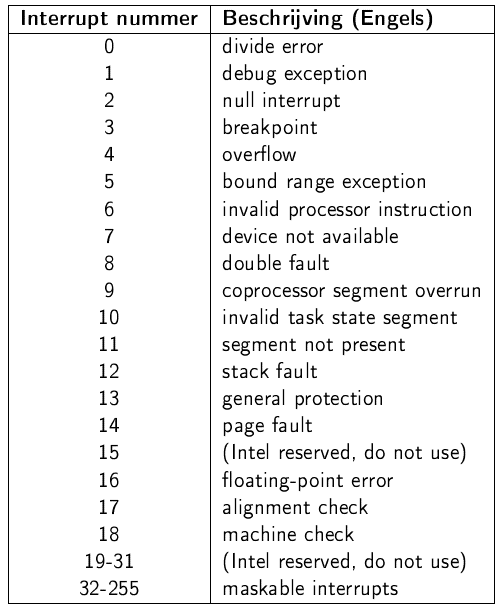 Interrupt nummer Beschrijving (Engels)
0 divide error
1 debug exception
2 null interrupt
3 breakpoint
4 overflow
5 bound range exception
6 invalid processor instruction
7 device not available
8 double fault
9 coprocessor segment overrun
10 invalid task state segment
11 segment not present
12 stack fault
13 general protection
14 page fault
15 (Intel reserved, do not use)
16 floating-point error
17 alignment check
18 machine check
19-31 (Intel reserved, do not use)
32-255 maskable interrupts